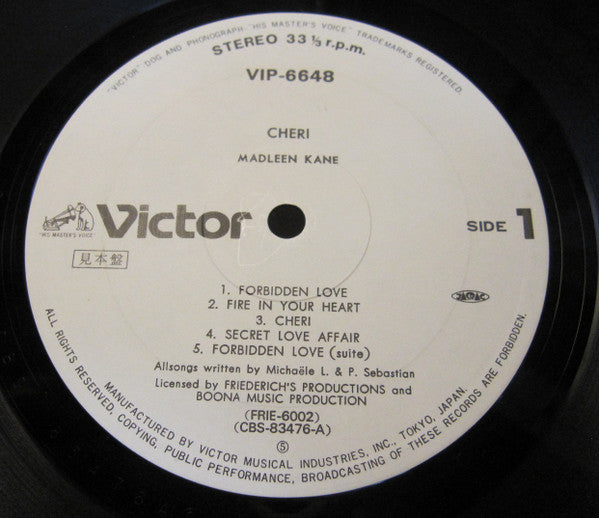 "VICTOR" DOG AND PHONOGRAPH "HIS MASTER'S VOICE" TRADEMARKS REGISTERED.
STEREO 33 ⅓ r.p.m.
VIP-6648
CHERI
MADLEEN KANE
"HIS MASTER'S VOICE"
Victor
SIDE 1
見本盤
JASRAC
1. FORBIDDEN LOVE
2. FIRE IN YOUR HEART
3. CHERI
4. SECRET LOVE AFFAIR
5. FORBIDDEN LOVE (suite)
Allsongs written by Michaële L. & P. Sebastian
Licensed by FRIEDERICH'S PRODUCTIONS and
BOONA MUSIC PRODUCTION
(FRIE-6002)
(CBS-83476-A)
⑤
MANUFACTURED BY VICTOR MUSICAL INDUSTRIES, INC., TOKYO, JAPAN.
ALL RIGHTS RESERVED, COPYING, PUBLIC PERFORMANCE, BROADCASTING OF THESE RECORDS ARE FORBIDDEN.